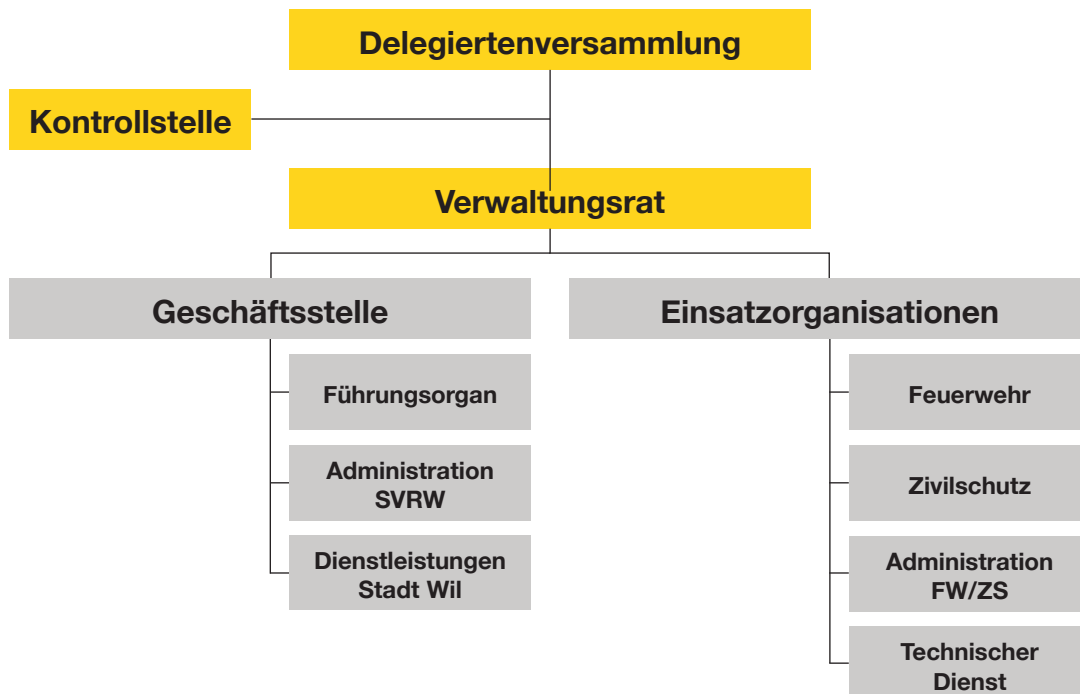 Delegiertenversammlung
Kontrollstelle
Verwaltungsrat
Geschäftsstelle
Führungsorgan
Administration
SVRW
Dienstleistungen
Stadt Wil
Einsatzorganisationen
Feuerwehr
Zivilschutz
Administration
FW/ZS
Technischer
Dienst